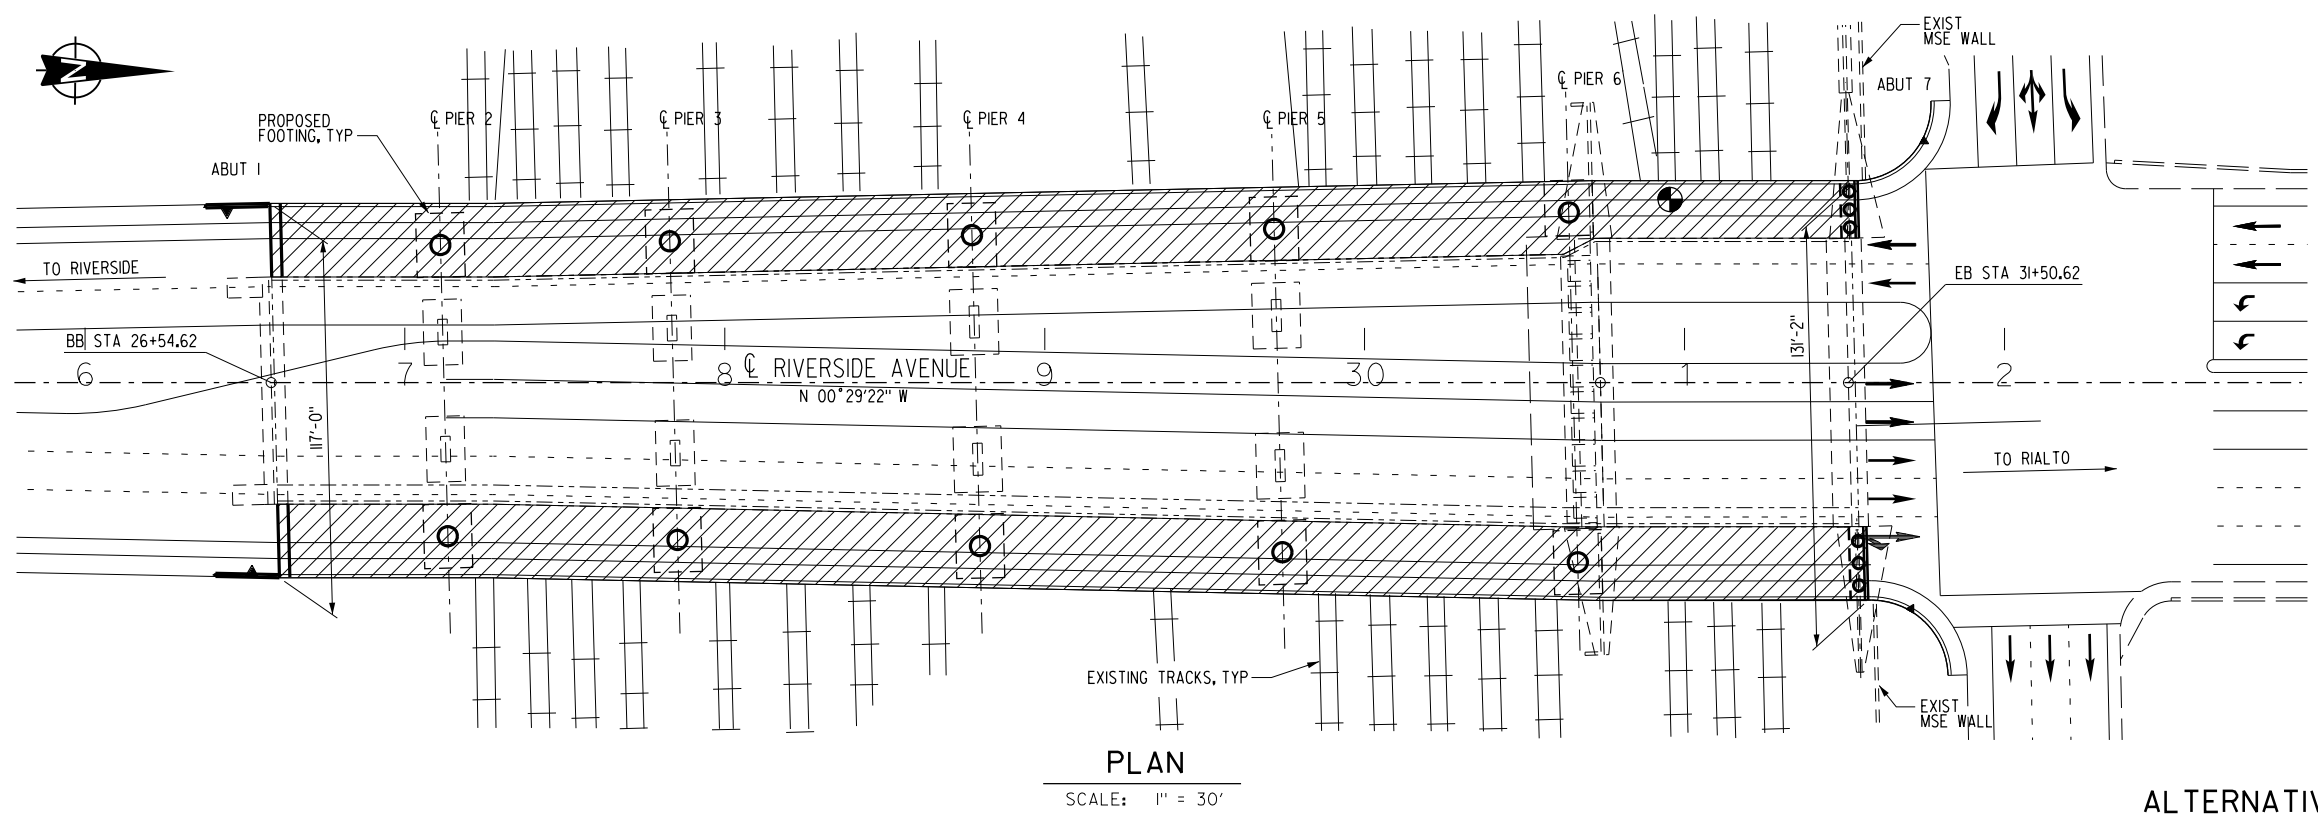 EXIST
MSE WALL
ABUT 7
℄ PIER 6
℄ PIER 2
℄ PIER 3
℄ PIER 4
℄ PIER 5
PROPOSED
FOOTING, TYP
ABUT 1
N
TO RIVERSIDE
BB STA 26+54.62
EB STA 31+50.62
117'-0"
131'-2"
6
7
8
℄ RIVERSIDE AVENUE
9
30
1
2
N 00°29'22" W
TO RIALTO
EXISTING TRACKS, TYP
EXIST
MSE WALL
PLAN
SCALE: 1" = 30'